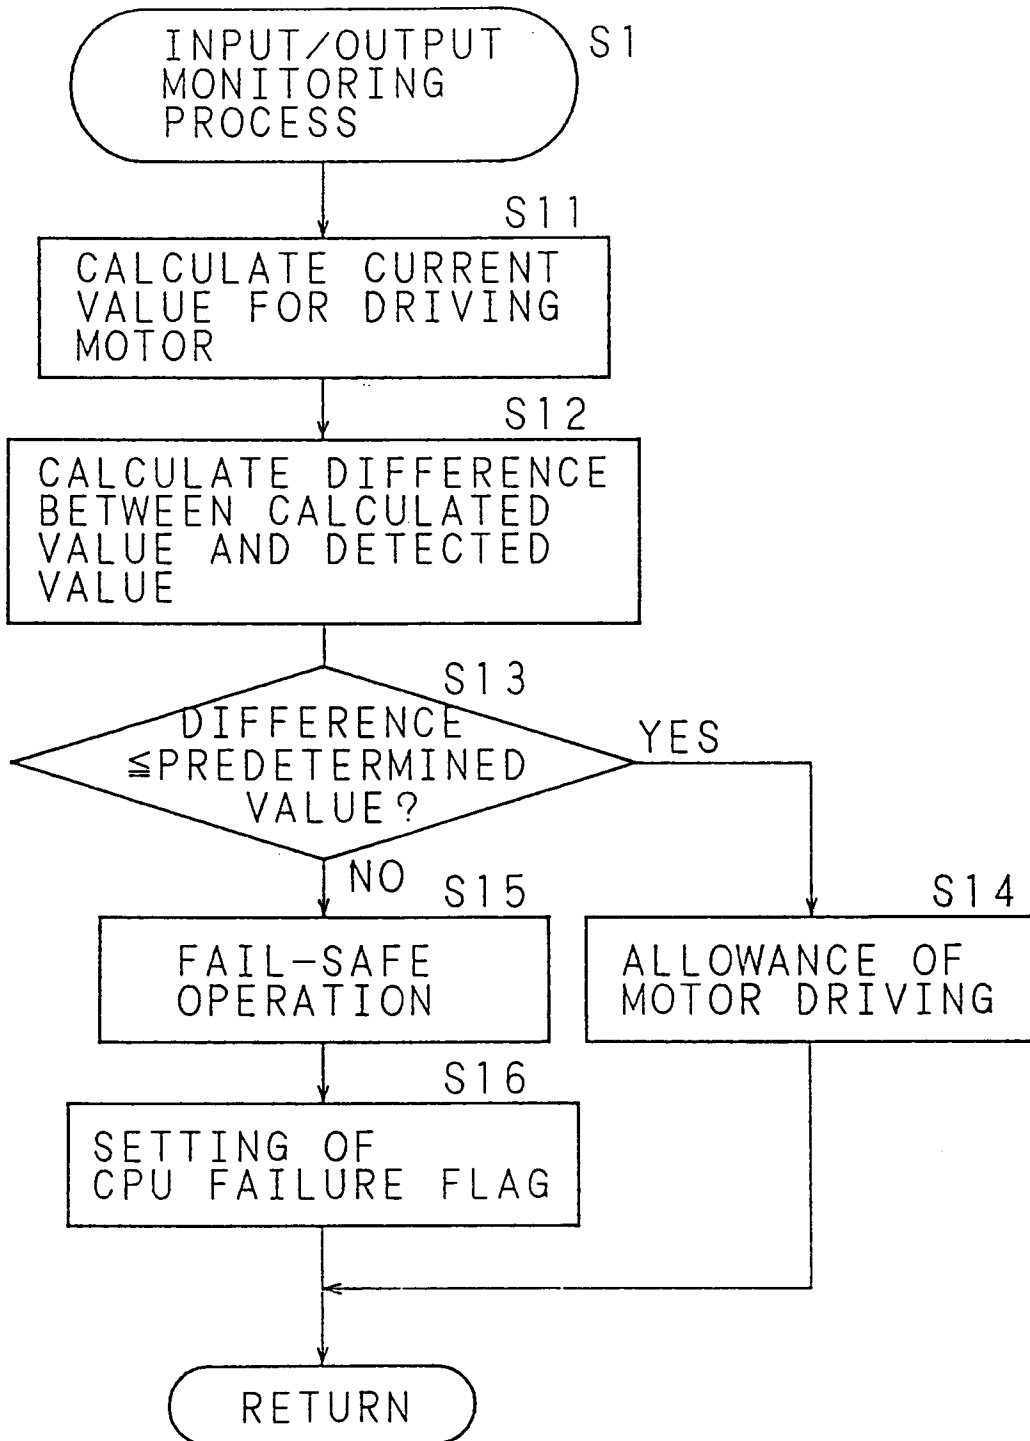 INPUT/OUTPUT
MONITORING
PROCESS
S1
S11
CALCULATE CURRENT
VALUE FOR DRIVING
MOTOR
S12
CALCULATE DIFFERENCE
BETWEEN CALCULATED
VALUE AND DETECTED
VALUE
S13
DIFFERENCE
≦PREDETERMINED
VALUE?
YES
NO
S15
FAIL-SAFE
OPERATION
S14
ALLOWANCE OF
MOTOR DRIVING
S16
SETTING OF
CPU FAILURE FLAG
RETURN